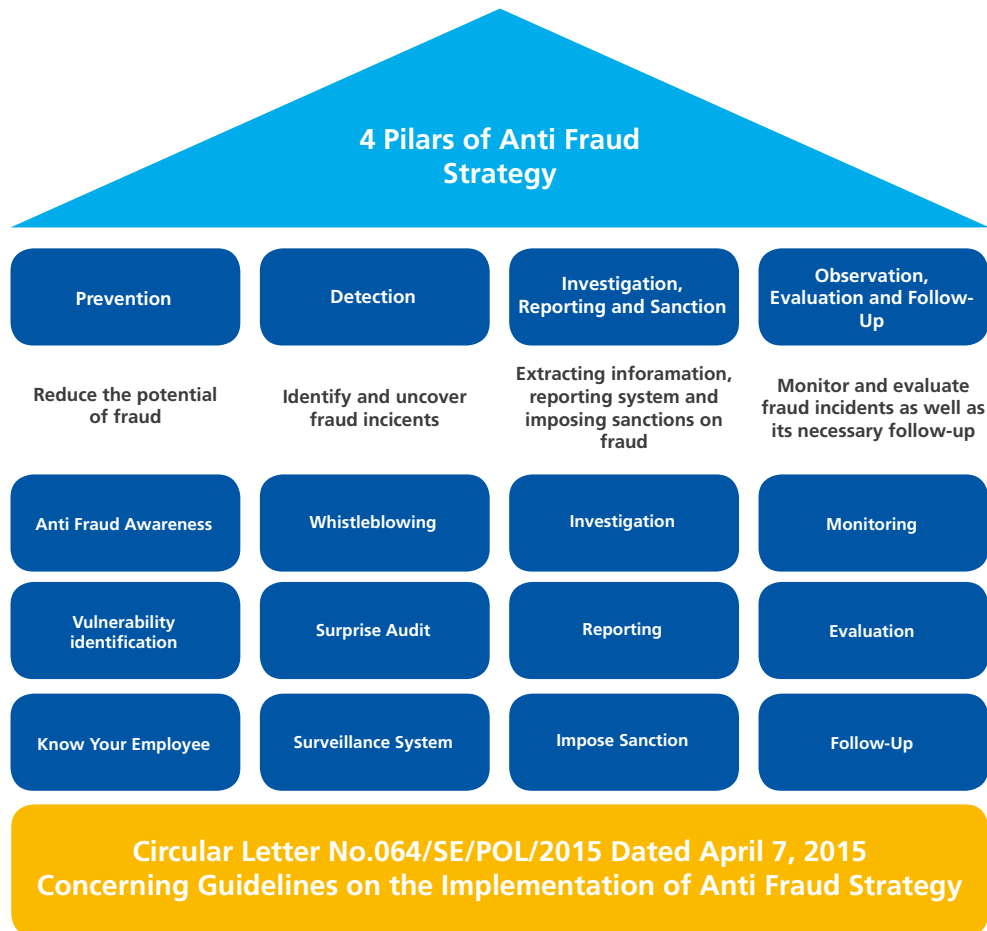 4 Pilars of Anti Fraud
Strategy
Prevention
Detection
Investigation,
Reporting and Sanction
Observation,
Evaluation and Follow-
Up
Reduce the potential
of fraud
Identify and uncover
fraud incicents
Extracting inforamation,
reporting system and
imposing sanctions on
fraud
Monitor and evaluate
fraud incidents as well as
its necessary follow-up
Anti Fraud Awareness
Whistleblowing
Investigation
Monitoring
Vulnerability
identification
Surprise Audit
Reporting
Evaluation
Know Your Employee
Surveillance System
Impose Sanction
Follow-Up
Circular Letter No.064/SE/POL/2015 Dated April 7, 2015
Concerning Guidelines on the Implementation of Anti Fraud Strategy